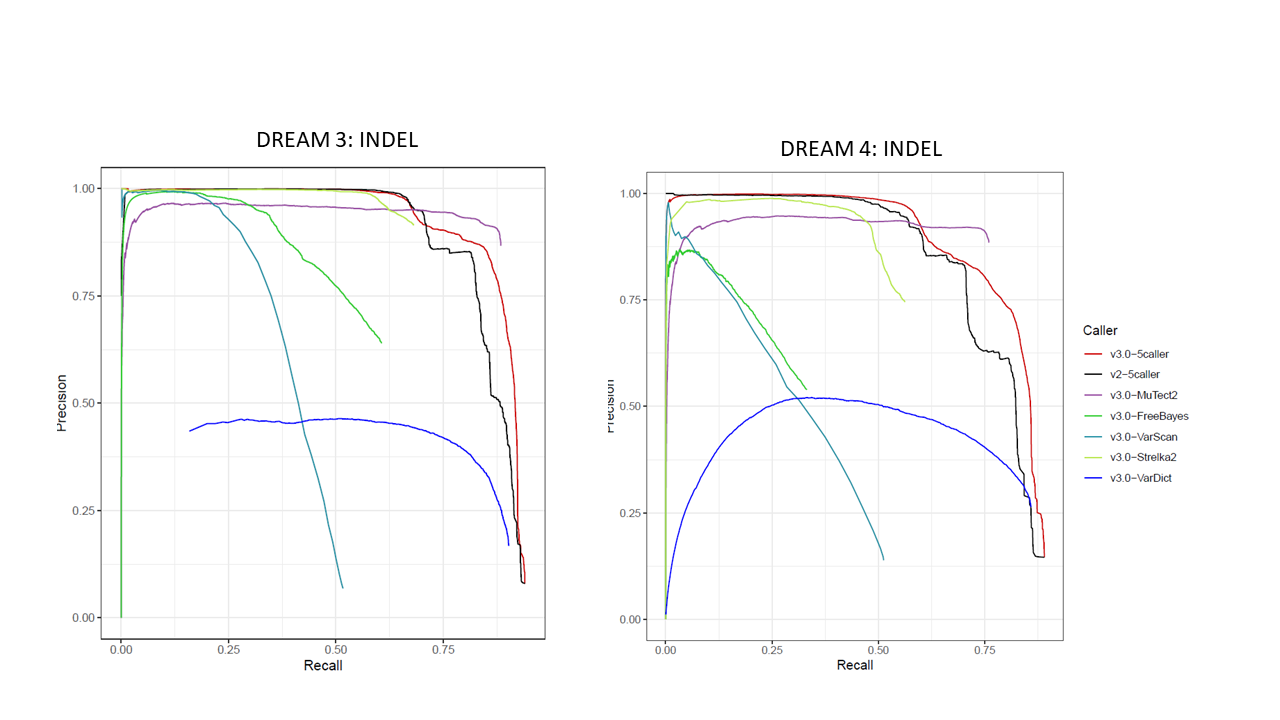 DREAM 3: INDEL
1.00
0.75
0.50
0.25
0.00
Precision
0.00
0.25
0.50
0.75
Recall
DREAM 4: INDEL
1.00
0.75
0.50
0.25
0.00
Precision
0.00
0.25
0.50
0.75
Recall
Caller
v3.0−5caller
v2−5caller
v3.0−MuTect2
v3.0−FreeBayes
v3.0−VarScan
v3.0−Strelka2
v3.0−VarDict